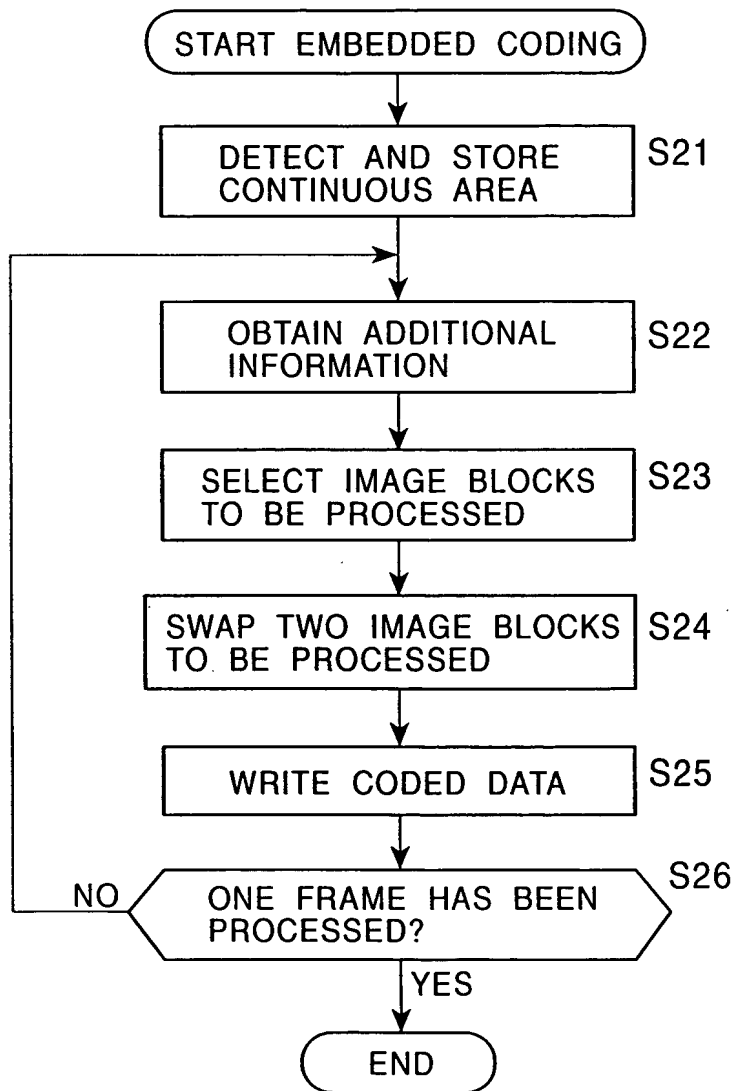 START EMBEDDED CODING
DETECT AND STORE
CONTINUOUS AREA
S21
OBTAIN ADDITIONAL
INFORMATION
S22
SELECT IMAGE BLOCKS
TO BE PROCESSED
S23
SWAP TWO IMAGE BLOCKS
TO BE PROCESSED
S24
WRITE CODED DATA
S25
ONE FRAME HAS BEEN
PROCESSED?
S26
NO
YES
END